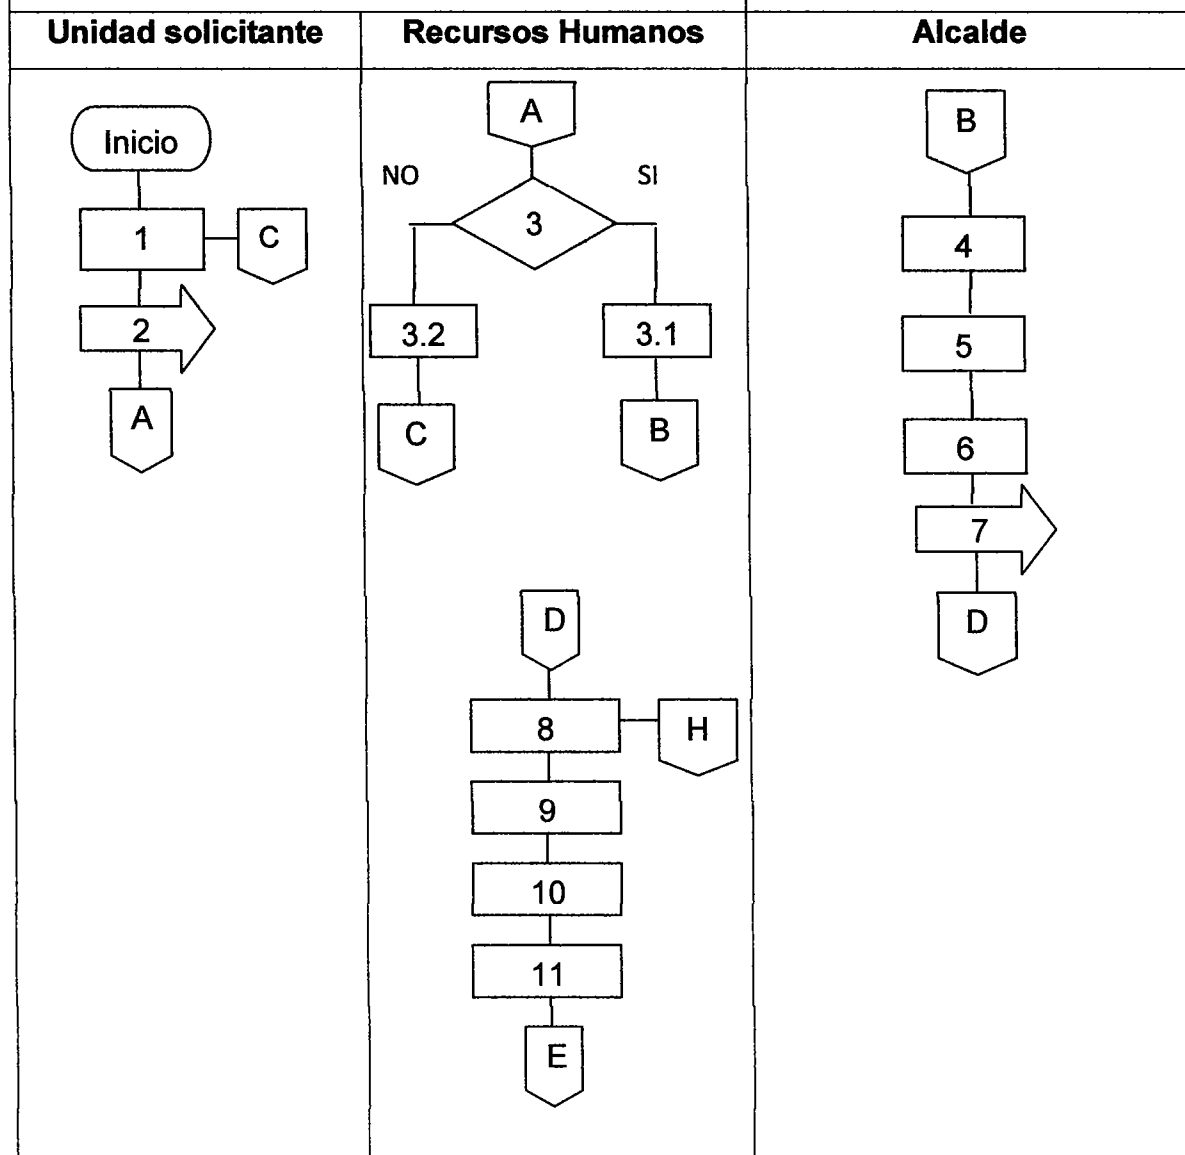 Unidad solicitante
Recursos Humanos
Alcalde
Inicio
1
C
2
A
A
NO
SI
3
3.2
3.1
C
B
D
8
H
9
10
11
E
B
4
5
6
7
D